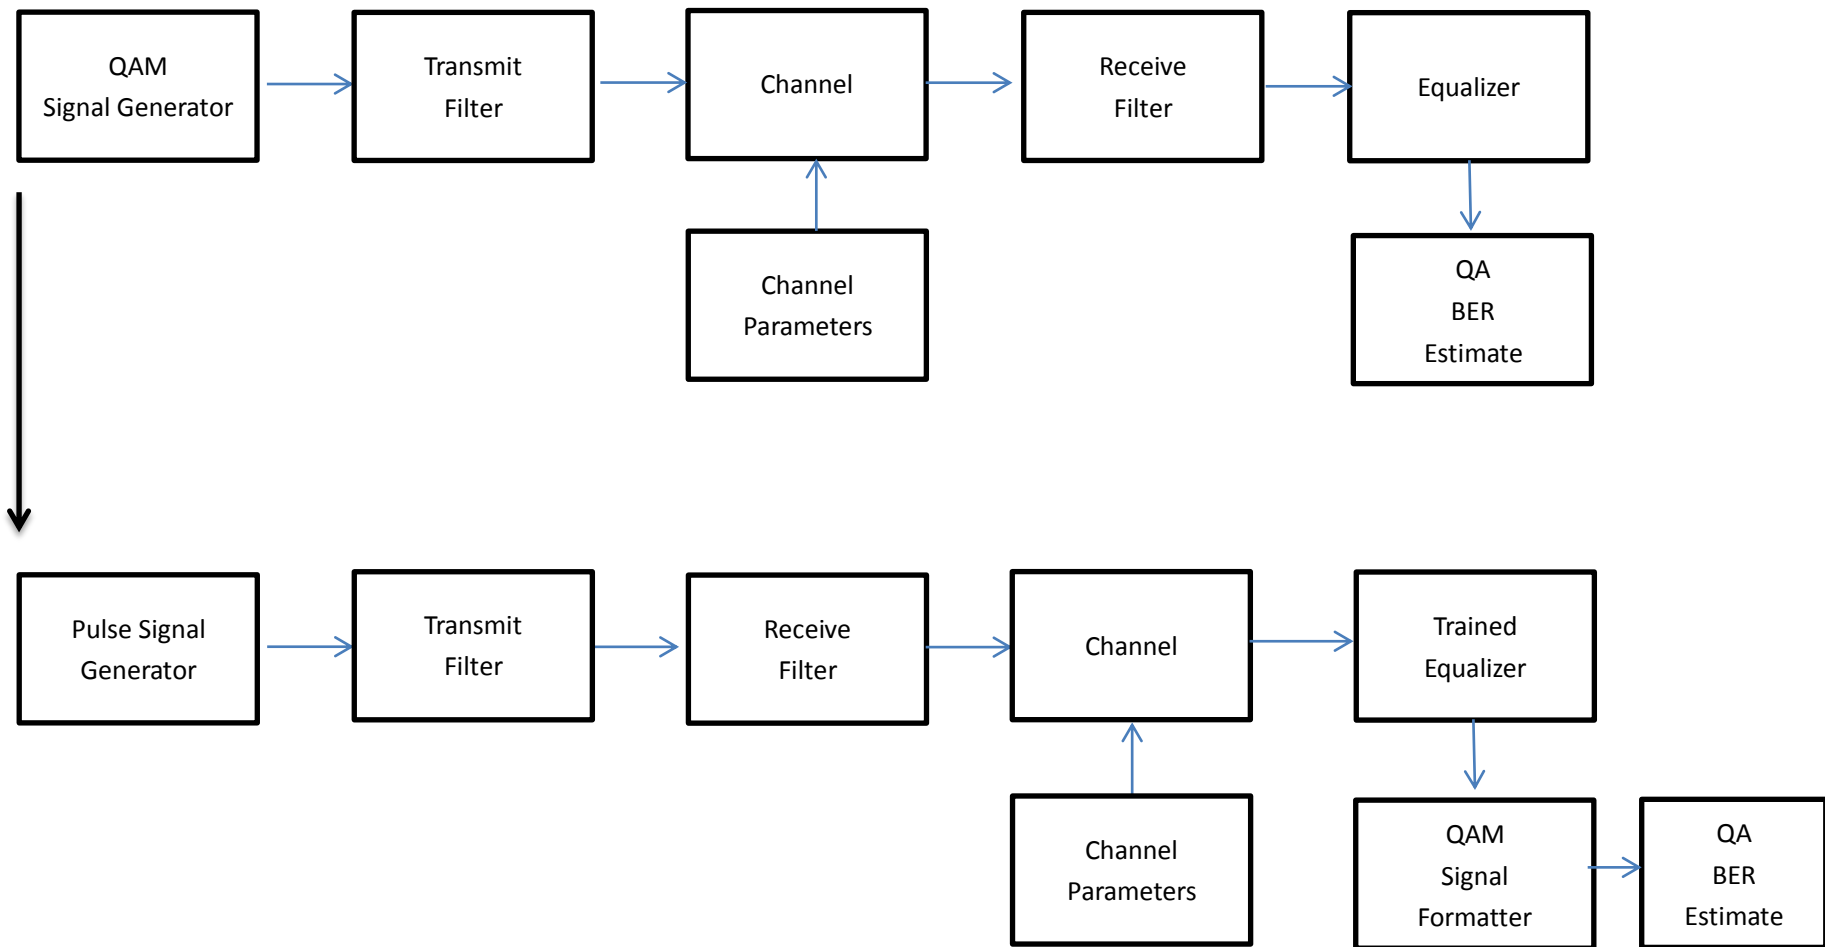 QAM
Signal Generator
Transmit
Filter
Channel
Receive
Filter
Equalizer
Channel
Parameters
QA
BER
Estimate
Pulse Signal
Generator
Transmit
Filter
Receive
Filter
Channel
Trained
Equalizer
Channel
Parameters
QAM
Signal
Formatter
QA
BER
Estimate